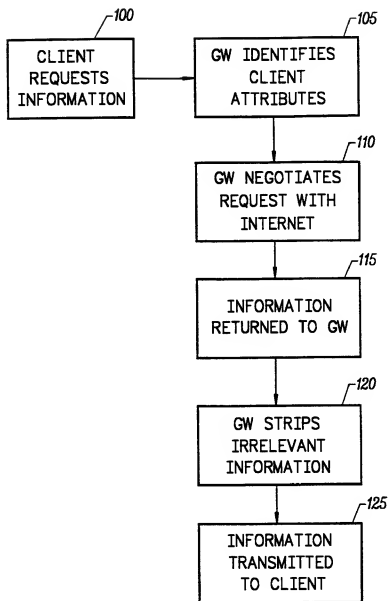 100
CLIENT
REQUESTS
INFORMATION
105
GW IDENTIFIES
CLIENT
ATTRIBUTES
110
GW NEGOTIATES
REQUEST WITH
INTERNET
115
INFORMATION
RETURNED TO GW
120
GW STRIPS
IRRELEVANT
INFORMATION
125
INFORMATION
TRANSMITTED
TO CLIENT